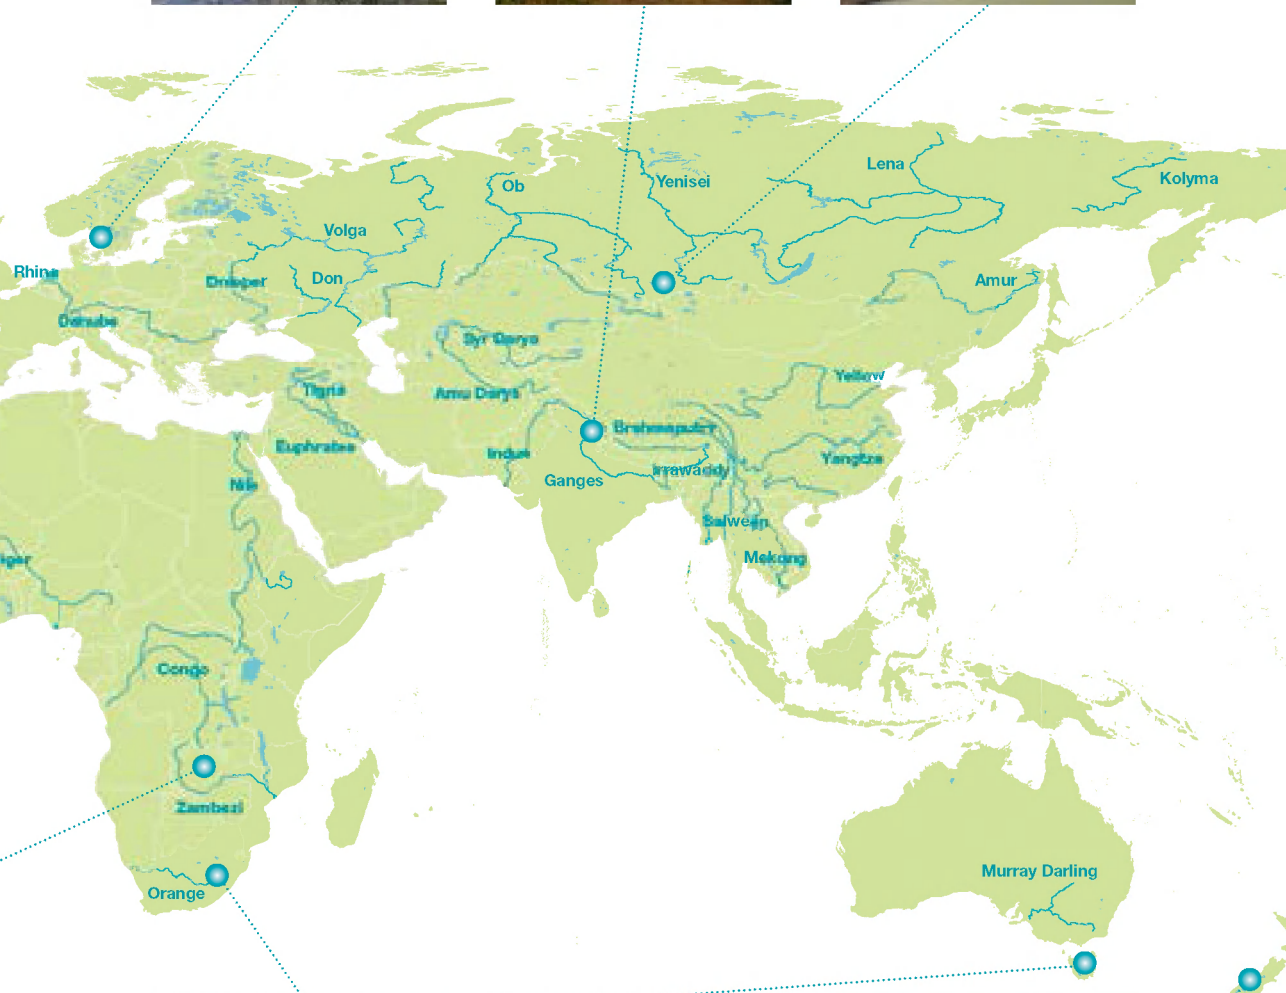 Lena
Kolyma
Ob
Yenisei
Volga
Rhine
Dnieper
Don
Amur
Danube
Syr Darya
Yellow
Tigris
Amu Darya
Brahmaputra
Euphrates
Indus
Yangtze
Irrawaddy
Ganges
Nile
Salween
Mekong
iger
Congo
Zambezi
Murray Darling
Orange